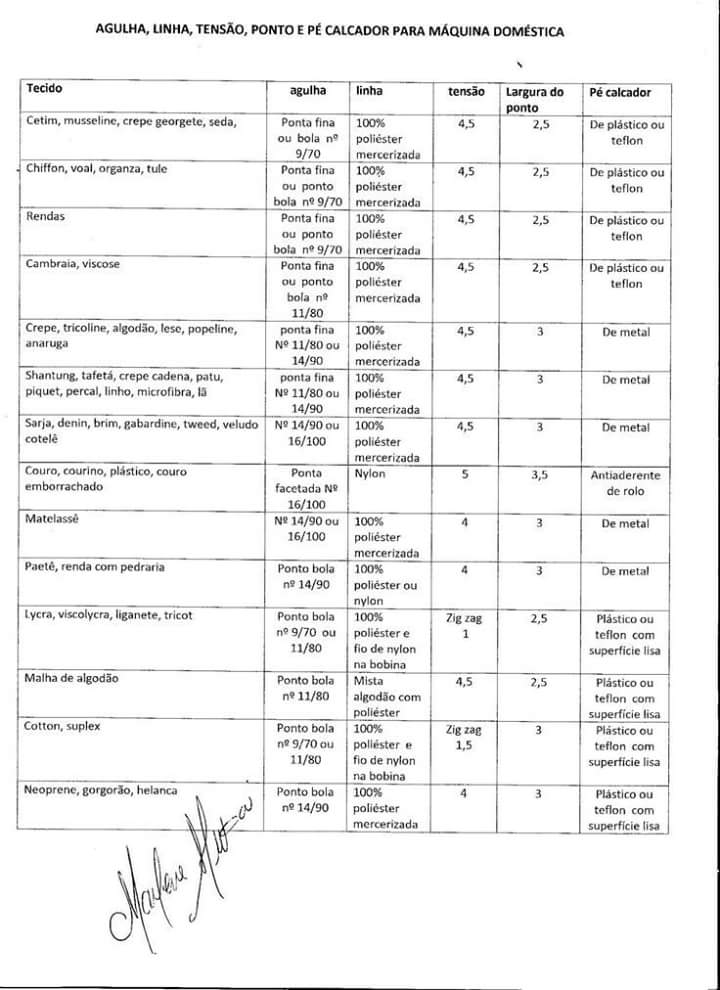 AGULHA, LINHA, TENSÃO, PONTO E PÉ CALCADOR PARA MÁQUINA DOMÉSTICA
Tecido agulha linha tensão Largura do ponto Pé calcador
Cetim, musseline, crepe georgete, seda, Ponta fina ou bola nº 9/70 100% poliéster mercerizada 4,5 2,5 De plástico ou teflon
Chiffon, voal, organza, tule Ponta fina ou ponto bola nº 9/70 100% poliéster mercerizada 4,5 2,5 De plástico ou teflon
Rendas Ponta fina ou ponto bola nº 9/70 100% poliéster mercerizada 4,5 2,5 De plástico ou teflon
Cambraia, viscose Ponta fina ou ponto bola nº 11/80 100% poliéster mercerizada 4,5 2,5 De plástico ou teflon
Crepe, tricoline, algodão, lese, popeline, anaruga ponta fina Nº 11/80 ou 14/90 100% poliéster mercerizada 4,5 3 De metal
Shantung, tafetá, crepe cadena, patu, piquet, percal, linho, microfibra, lã ponta fina Nº 11/80 ou 14/90 100% poliéster mercerizada 4,5 3 De metal
Sarja, denin, brim, gabardine, tweed, veludo cotelê Nº 14/90 ou 16/100 100% poliéster mercerizada 4,5 3 De metal
Couro, courino, plástico, couro emborrachado Ponta facetada Nº 16/100 Nylon 5 3,5 Antiaderente de rolo
Matelassê Nº 14/90 ou 16/100 100% poliéster mercerizada 4 3 De metal
Paetê, renda com pedraria Ponto bola nº 14/90 100% poliéster ou nylon 4 3 De metal
Lycra, viscolycra, liganete, tricot Ponto bola nº 9/70 ou 11/80 100% poliéster e fio de nylon na bobina Zig zag 1 2,5 Plástico ou teflon com superfície lisa
Malha de algodão Ponto bola nº 11/80 Mista algodão com poliéster 4,5 2,5 Plástico ou teflon com superfície lisa
Cotton, suplex Ponto bola nº 9/70 ou 11/80 100% poliéster e fio de nylon na bobina Zig zag 1,5 3 Plástico ou teflon com superfície lisa
Neoprene, gorgorão, helanca Ponto bola nº 14/90 100% poliéster mercerizada 4 3 Plástico ou teflon com superfície lisa
Marlene